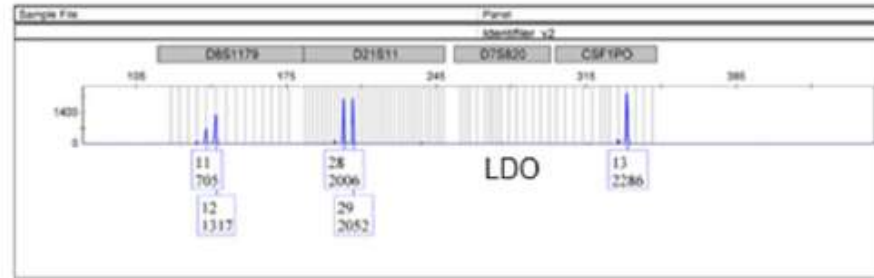 Sample File Panel
Identifiler_v2
D8S1179 D21S11 D7S820 CSF1PO
105 175 245 315 385
1400
0
11 28 LDO 13
705 2006 2286
12 29
1317 2052